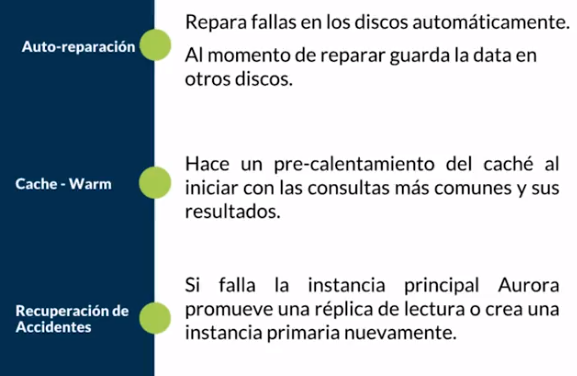 Auto-reparación
Repara fallas en los discos automáticamente.
Al momento de reparar guarda la data en
otros discos.
Cache - Warm
Hace un pre-calentamiento del caché al
iniciar con las consultas más comunes y sus
resultados.
Recuperación de
Accidentes
Si falla la instancia principal Aurora
promueve una réplica de lectura o crea una
instancia primaria nuevamente.